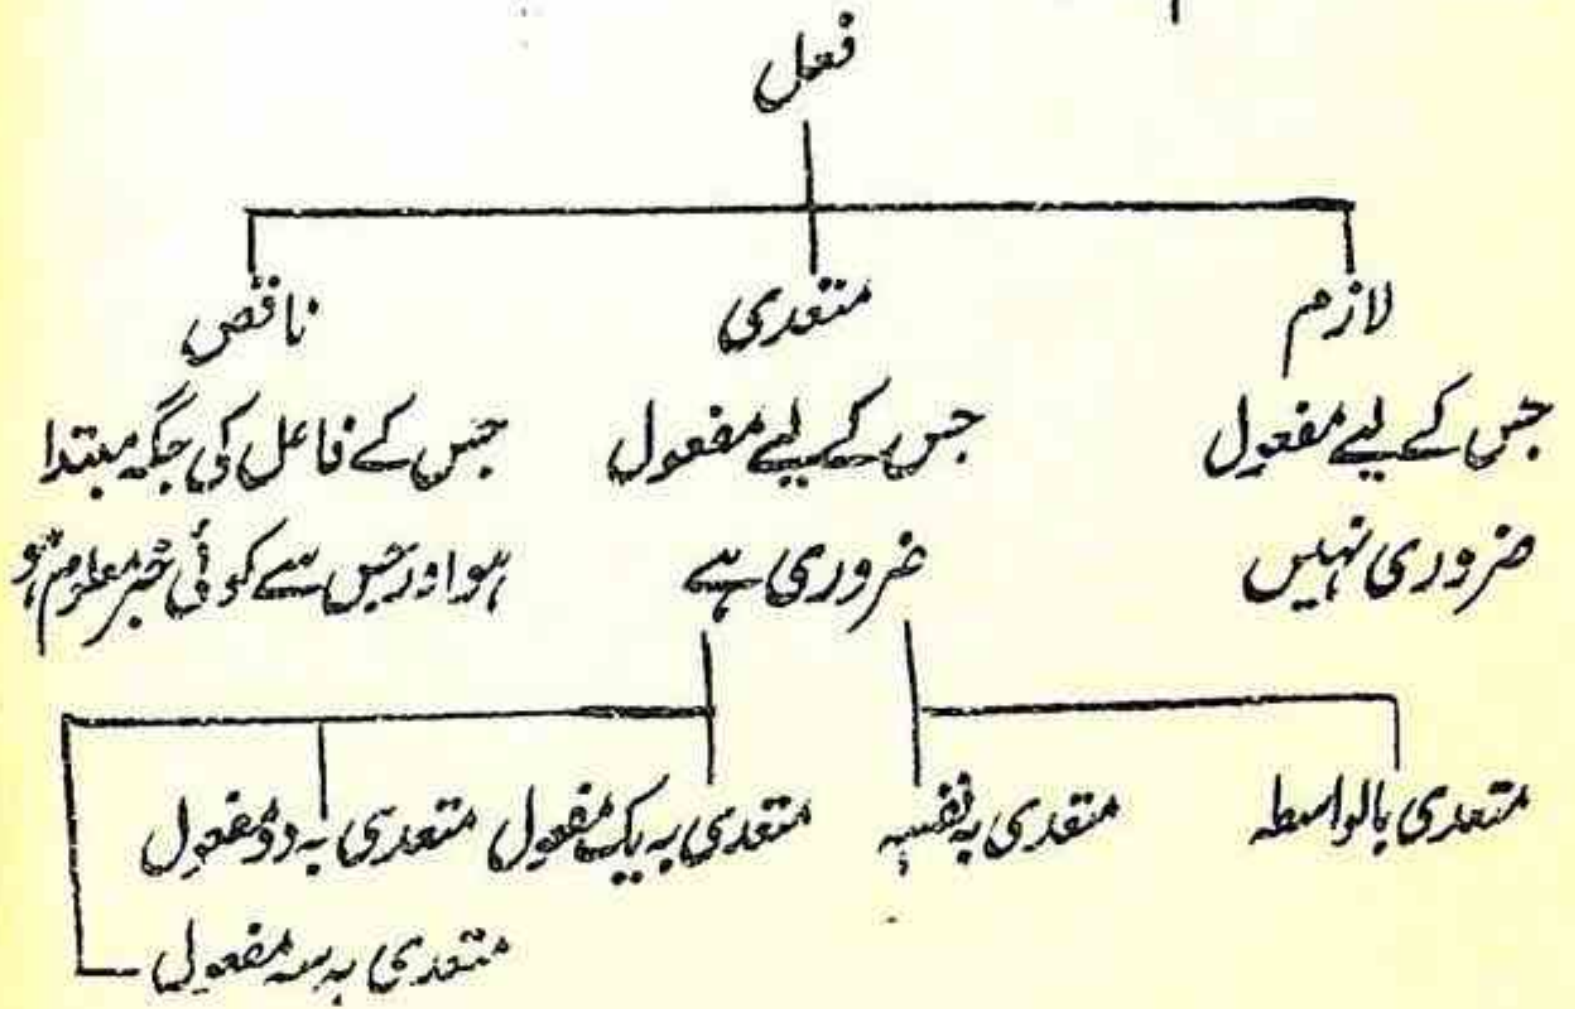 فعل
لازم
متعدی
ناقص
جس کے لیے مفعول
جس کے لیے مفعول
جس کے فاعل کی جگہ مبتدا
ضروری نہیں
ضروری ہے
ہو اور جس سے کوئی خبر معلوم ہو
متعدی بالواسطہ
متعدی بہ نفسہٖ
متعدی بہ یک مفعول
متعدی بہ دو مفعول
متعدی بہ سہ مفعول